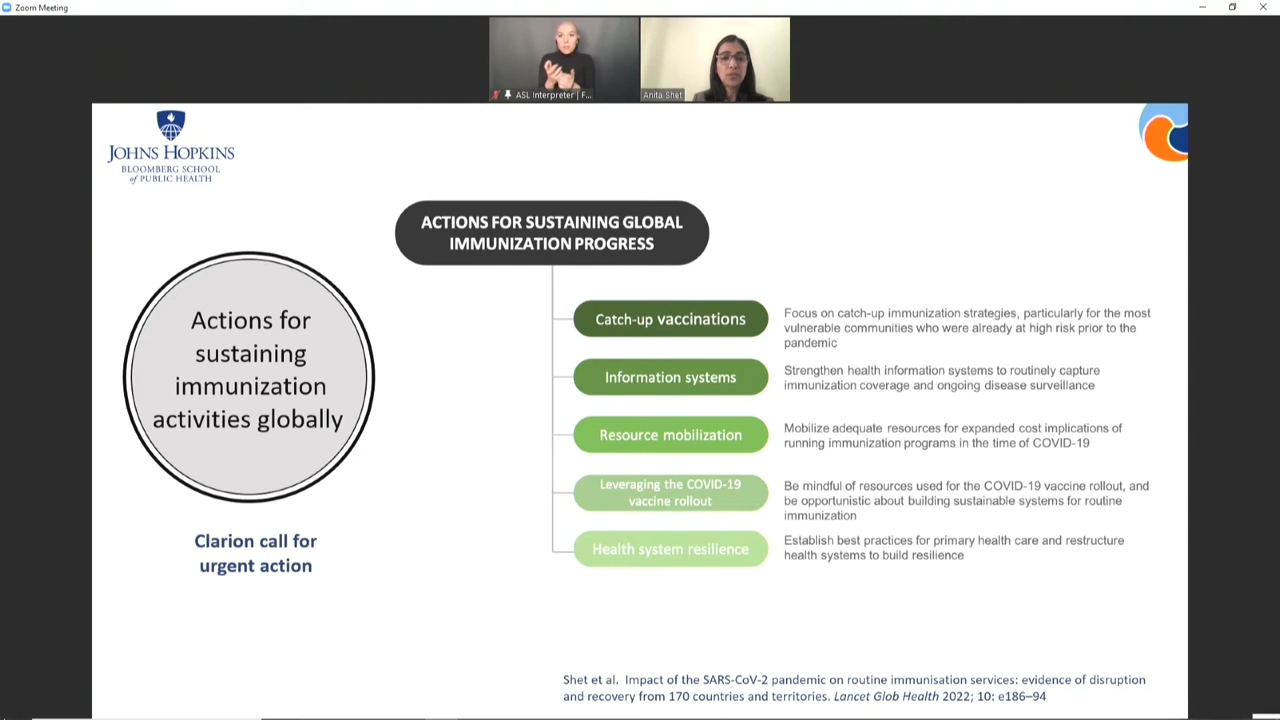 Zoom Meeting
ASL Interpreter | F...
Anita Shet
JOHNS HOPKINS
BLOOMBERG SCHOOL
of PUBLIC HEALTH
ACTIONS FOR SUSTAINING GLOBAL
IMMUNIZATION PROGRESS
Actions for
sustaining
immunization
activities globally
Clarion call for
urgent action
Catch-up vaccinations
Focus on catch-up immunization strategies, particularly for the most
vulnerable communities who were already at high risk prior to the
pandemic
Information systems
Strengthen health information systems to routinely capture
immunization coverage and ongoing disease surveillance
Resource mobilization
Mobilize adequate resources for expanded cost implications of
running immunization programs in the time of COVID-19
Leveraging the COVID-19
vaccine rollout
Be mindful of resources used for the COVID-19 vaccine rollout, and
be opportunistic about building sustainable systems for routine
immunization
Health system resilience
Establish best practices for primary health care and restructure
health systems to build resilience
Shet et al. Impact of the SARS-CoV-2 pandemic on routine immunisation services: evidence of disruption
and recovery from 170 countries and territories. Lancet Glob Health 2022; 10: e186–94